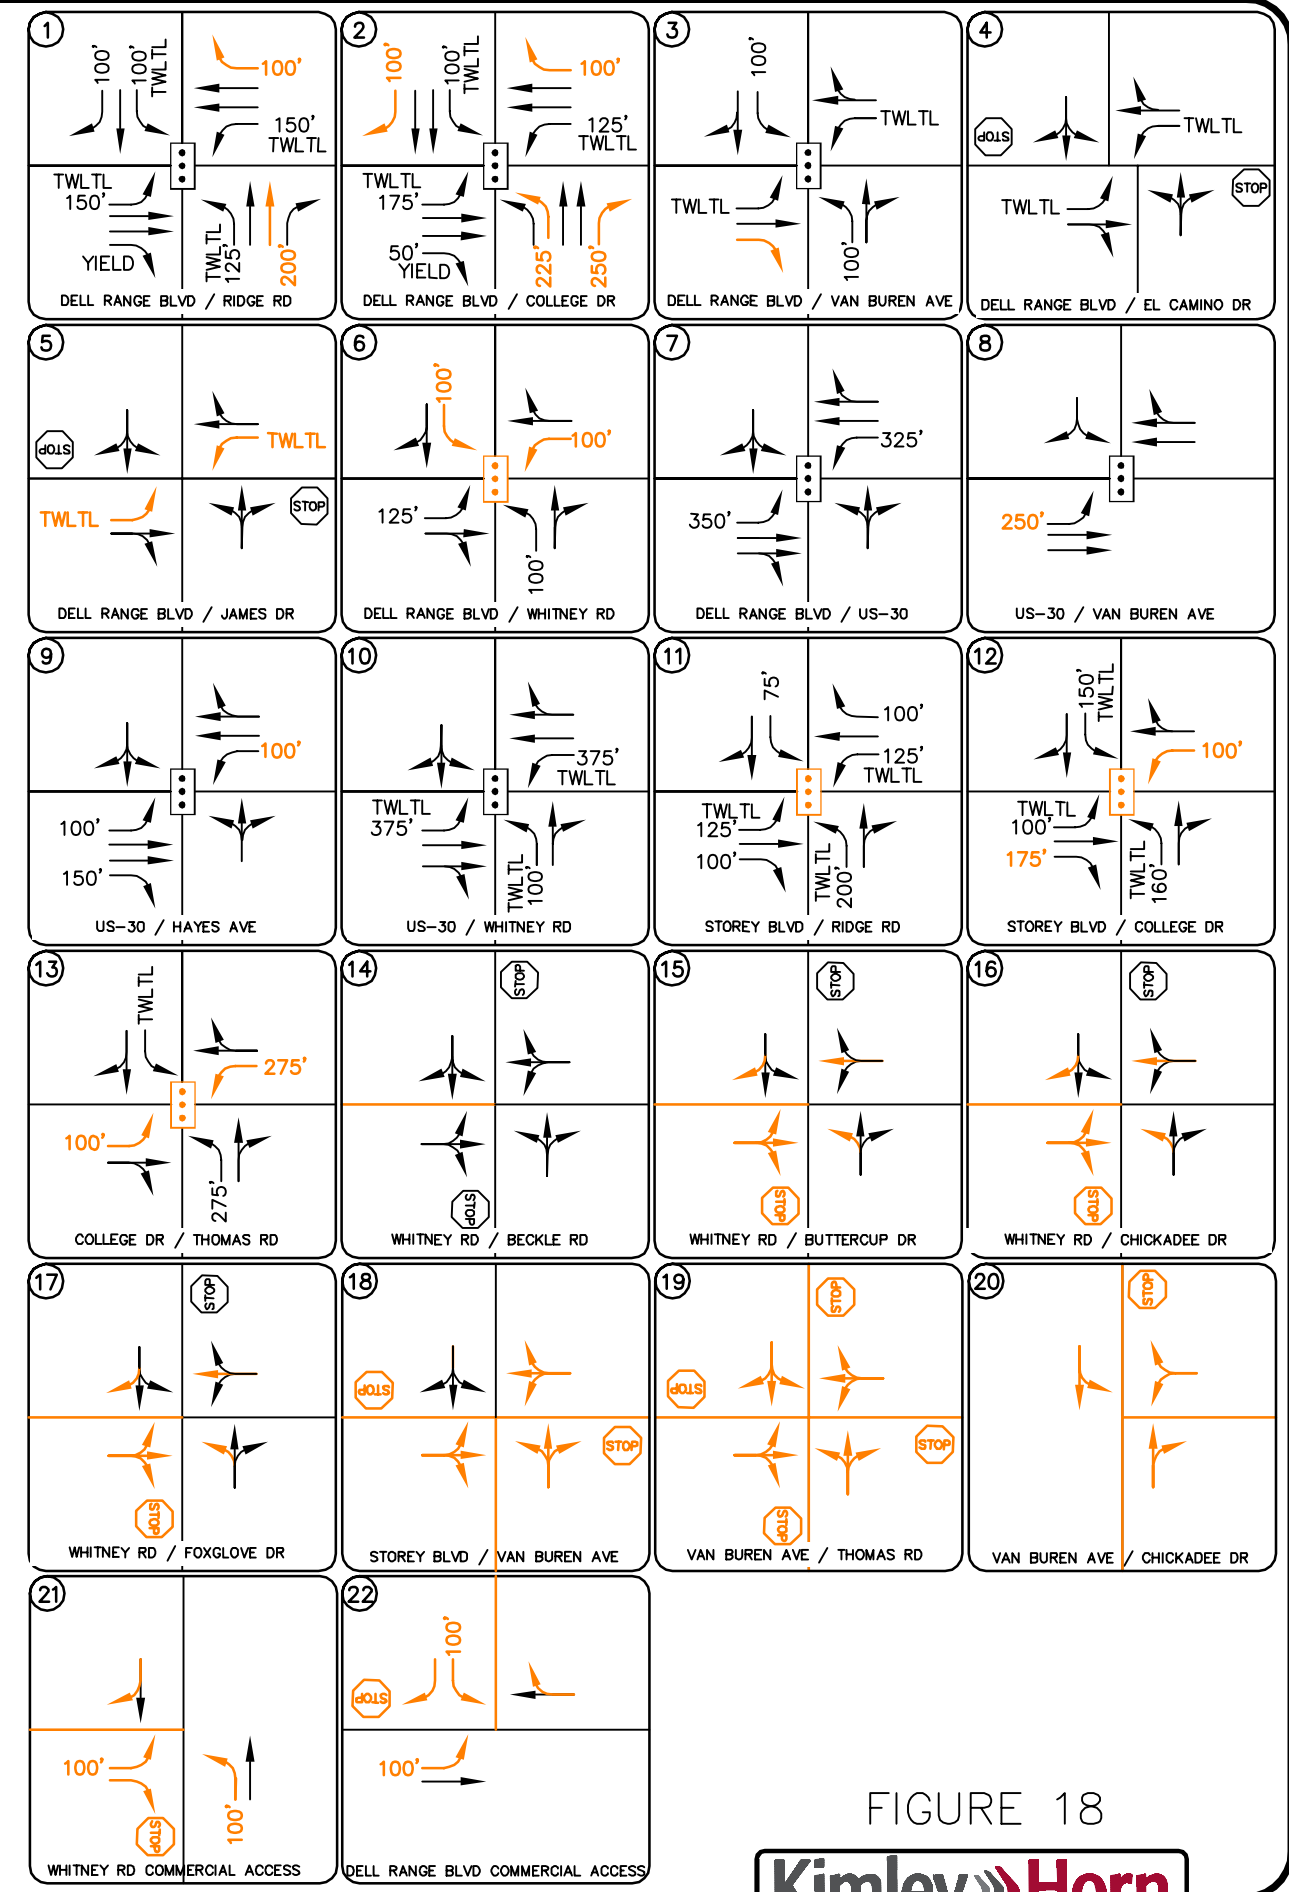 1
100'
100'
TWLTL
100'
150'
TWLTL
TWLTL
150'
YIELD
TWLTL
125'
200'
DELL RANGE BLVD / RIDGE RD
2
100'
100'
TWLTL
100'
125'
TWLTL
TWLTL
175'
50'
YIELD
225'
250'
DELL RANGE BLVD / COLLEGE DR
3
100'
TWLTL
TWLTL
100'
DELL RANGE BLVD / VAN BUREN AVE
4
STOP
TWLTL
TWLTL
STOP
DELL RANGE BLVD / EL CAMINO DR
5
STOP
TWLTL
TWLTL
STOP
DELL RANGE BLVD / JAMES DR
6
100'
100'
125'
100'
DELL RANGE BLVD / WHITNEY RD
7
325'
350'
DELL RANGE BLVD / US-30
8
250'
US-30 / VAN BUREN AVE
9
100'
100'
150'
US-30 / HAYES AVE
10
375'
TWLTL
TWLTL
375'
TWLTL
100'
US-30 / WHITNEY RD
11
75'
100'
125'
TWLTL
TWLTL
125'
100'
TWLTL
200'
STOREY BLVD / RIDGE RD
12
150'
TWLTL
100'
TWLTL
100'
175'
TWLTL
160'
STOREY BLVD / COLLEGE DR
13
TWLTL
275'
100'
275'
COLLEGE DR / THOMAS RD
14
STOP
STOP
WHITNEY RD / BECKLE RD
15
STOP
STOP
WHITNEY RD / BUTTERCUP DR
16
STOP
STOP
WHITNEY RD / CHICKADEE DR
17
STOP
STOP
WHITNEY RD / FOXGLOVE DR
18
STOP
STOP
STOREY BLVD / VAN BUREN AVE
19
STOP
STOP
STOP
STOP
VAN BUREN AVE / THOMAS RD
20
STOP
VAN BUREN AVE / CHICKADEE DR
21
100'
STOP
100'
WHITNEY RD COMMERCIAL ACCESS
22
100'
STOP
100'
DELL RANGE BLVD COMMERCIAL ACCESS
FIGURE 18
Kimley»Horn